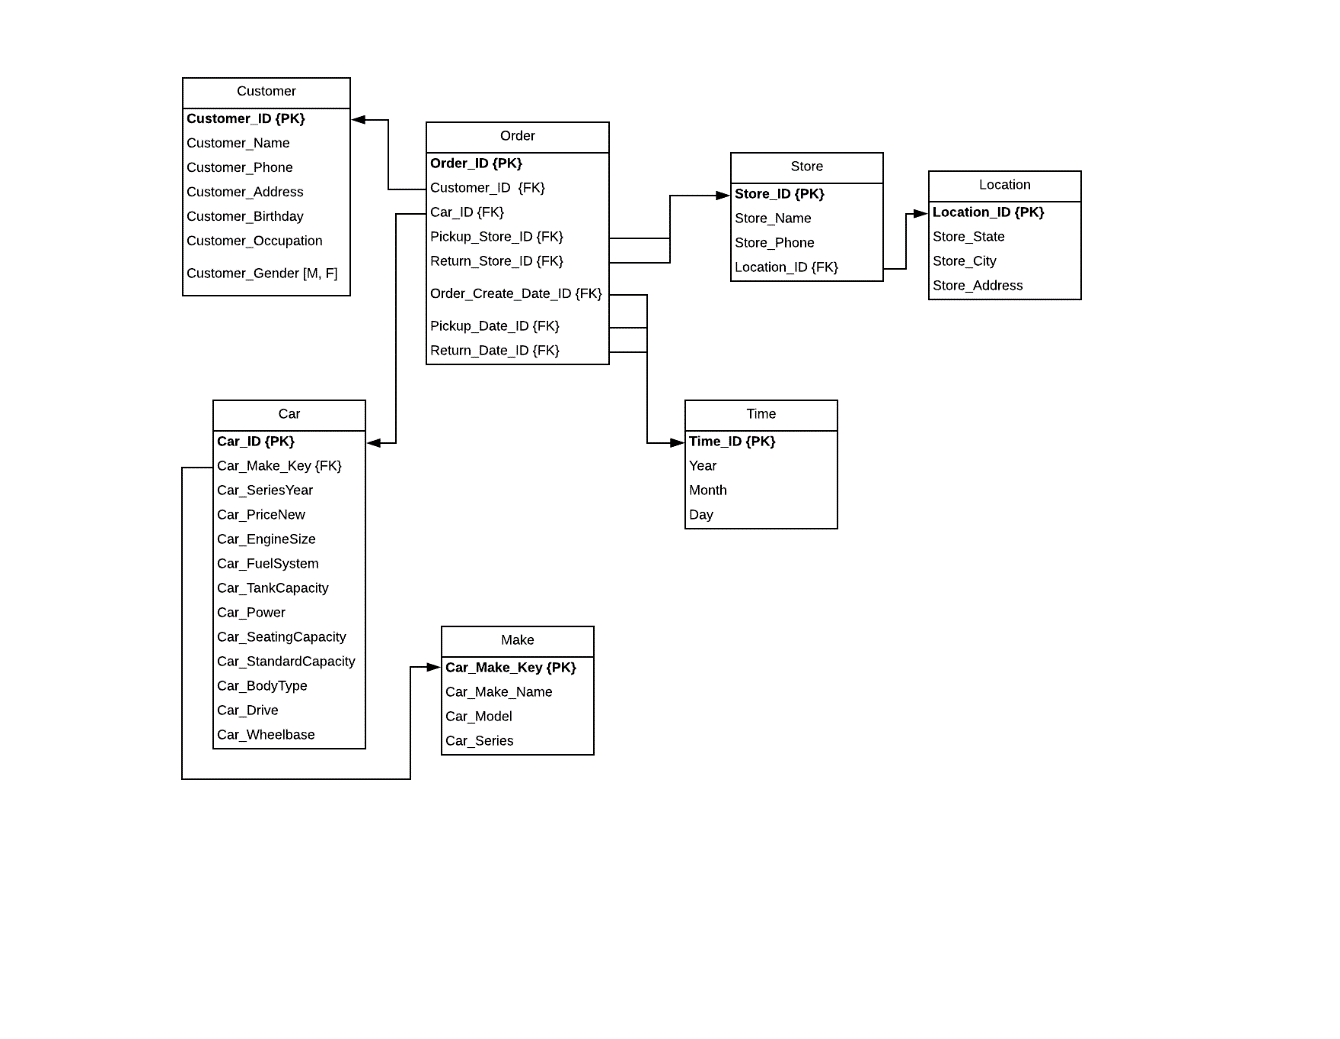 Customer
Customer_ID {PK}
Customer_Name
Customer_Phone
Customer_Address
Customer_Birthday
Customer_Occupation
Customer_Gender [M, F]
Order
Order_ID {PK}
Customer_ID  {FK}
Car_ID {FK}
Pickup_Store_ID {FK}
Return_Store_ID {FK}
Order_Create_Date_ID {FK}
Pickup_Date_ID {FK}
Return_Date_ID {FK}
Store
Store_ID {PK}
Store_Name
Store_Phone
Location_ID {FK}
Location
Location_ID {PK}
Store_State
Store_City
Store_Address
Car
Car_ID {PK}
Car_Make_Key {FK}
Car_SeriesYear
Car_PriceNew
Car_EngineSize
Car_FuelSystem
Car_TankCapacity
Car_Power
Car_SeatingCapacity
Car_StandardCapacity
Car_BodyType
Car_Drive
Car_Wheelbase
Time
Time_ID {PK}
Year
Month
Day
Make
Car_Make_Key {PK}
Car_Make_Name
Car_Model
Car_Series